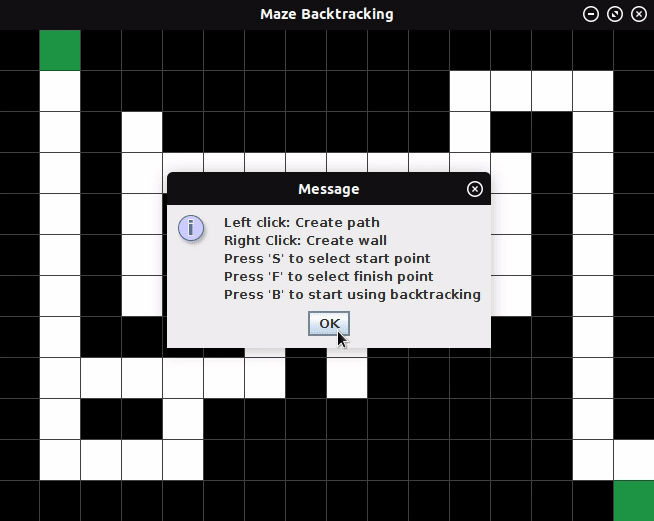 Maze Backtracking
Message
Left click: Create path
Right Click: Create wall
Press 'S' to select start point
Press 'F' to select finish point
Press 'B' to start using backtracking
OK